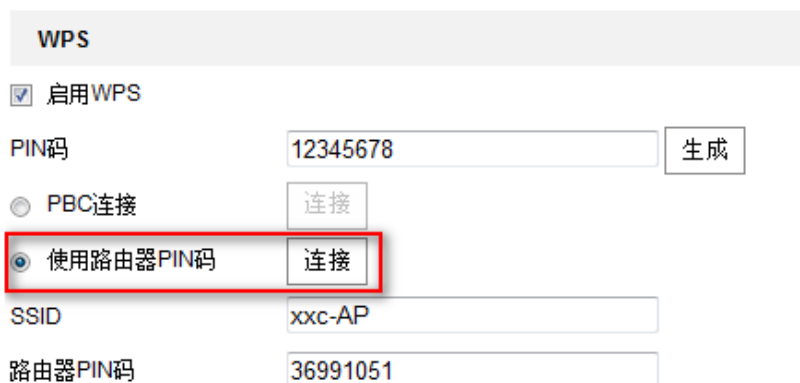 WPS
启用WPS
PIN码 12345678 生成
PBC连接 连接
使用路由器PIN码 连接
SSID xxc-AP
路由器PIN码 36991051